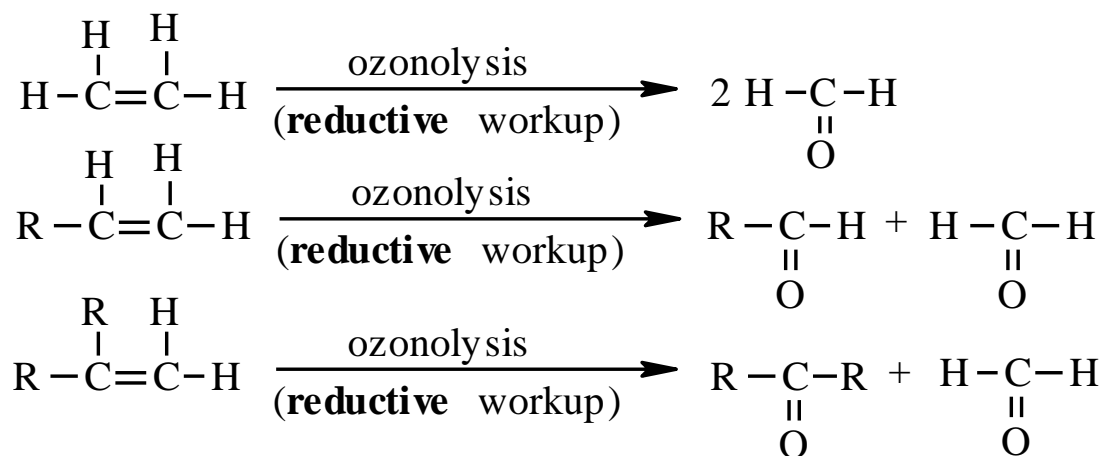 H H
ozonolysis
H–C=C–H 2 H–C–H
(reductive workup)
O
H H
ozonolysis
R–C=C–H R–C–H + H–C–H
(reductive workup)
O O
R H
ozonolysis
R–C=C–H R–C–R + H–C–H
(reductive workup)
O O